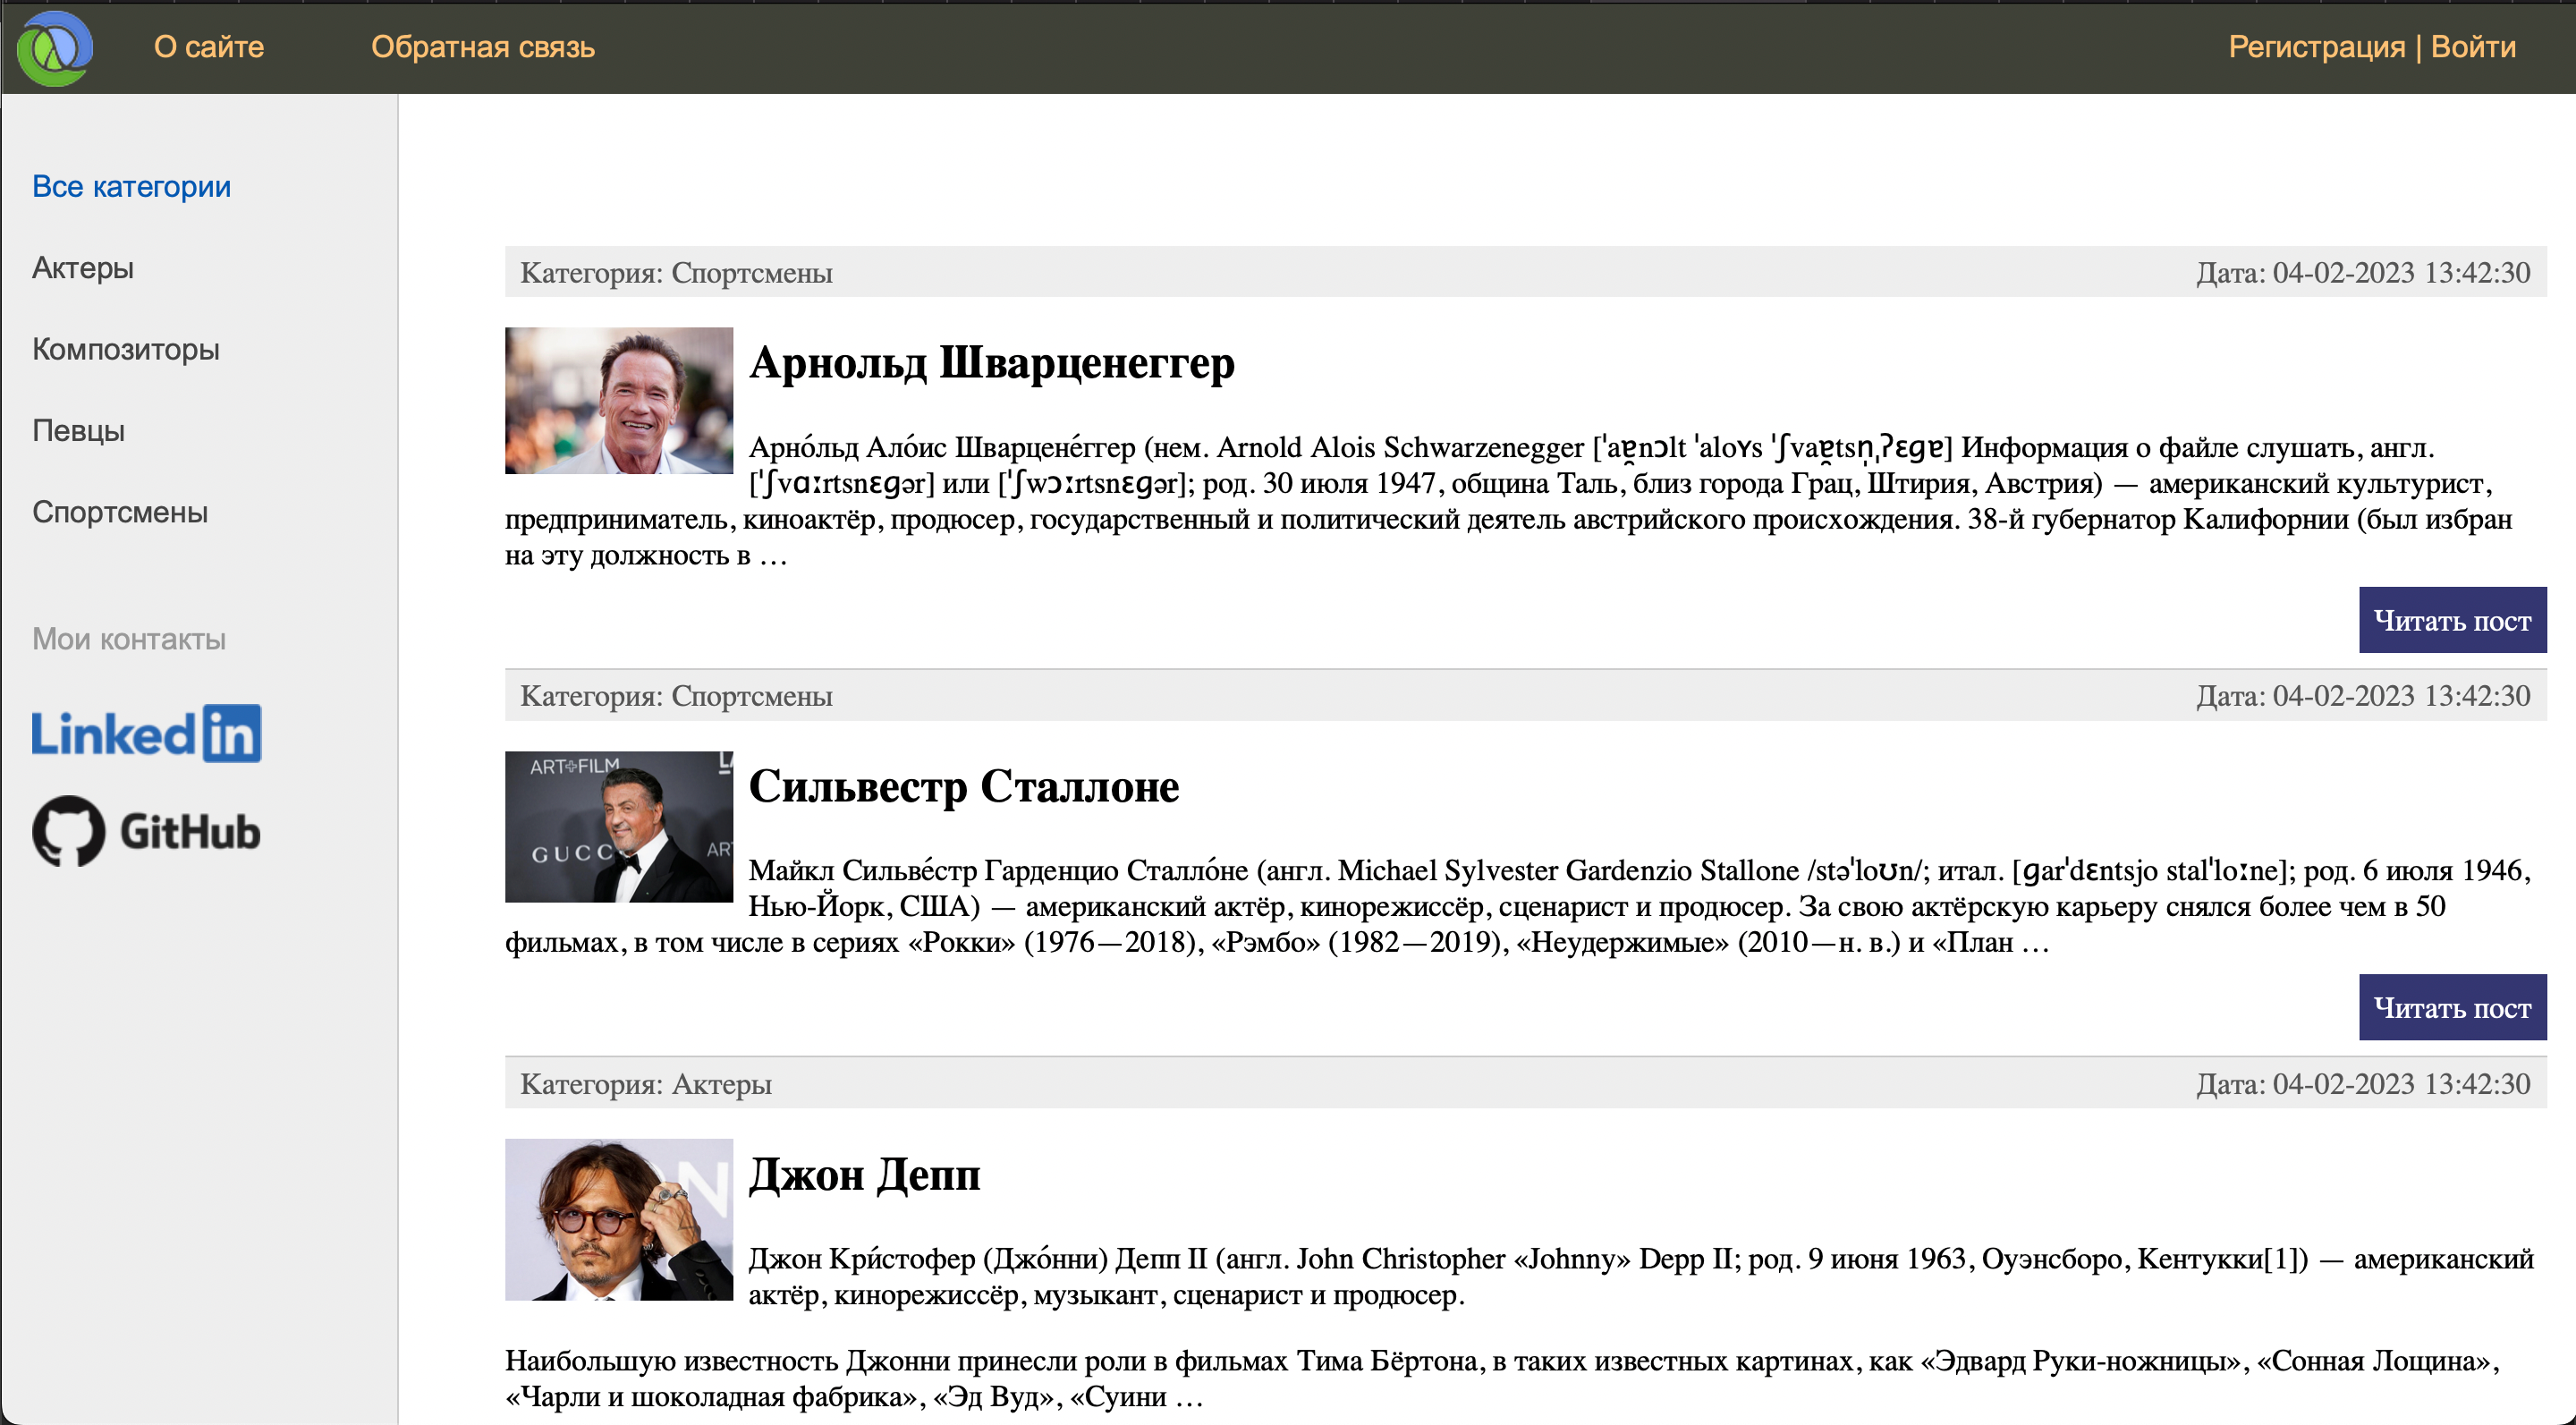 О сайте
Обратная связь
Регистрация | Войти
Все категории
Актеры
Композиторы
Певцы
Спортсмены
Мои контакты
Linked in
GitHub
Категория: Спортсмены
Дата: 04-02-2023 13:42:30
Арнольд Шварценеггер
Арно́льд Ало́ис Шварцене́ггер (нем. Arnold Alois Schwarzenegger [ˈaɐ̯nɔlt ˈaloʏs ˈʃvaɐ̯tsn̩ˌʔɛɡɐ] Информация о файле слушать, англ.
[ˈʃvɑːrtsnɛɡər] или [ˈʃwɔːrtsnɛɡər]; род. 30 июля 1947, община Таль, близ города Грац, Штирия, Австрия) — американский культурист,
предприниматель, киноактёр, продюсер, государственный и политический деятель австрийского происхождения. 38-й губернатор Калифорнии (был избран
на эту должность в …
Читать пост
Категория: Спортсмены
Дата: 04-02-2023 13:42:30
ART+FILM
LA
GUCC
ART
Сильвестр Сталлоне
Майкл Сильве́стр Гарденцио Сталло́не (англ. Michael Sylvester Gardenzio Stallone /stəˈloʊn/; итал. [ɡarˈdɛntsjo stalˈloːne]; род. 6 июля 1946,
Нью-Йорк, США) — американский актёр, кинорежиссёр, сценарист и продюсер. За свою актёрскую карьеру снялся более чем в 50
фильмах, в том числе в сериях «Рокки» (1976—2018), «Рэмбо» (1982—2019), «Неудержимые» (2010—н. в.) и «План …
Читать пост
Категория: Актеры
Дата: 04-02-2023 13:42:30
Джон Депп
Джон Кри́стофер (Джо́нни) Депп II (англ. John Christopher «Johnny» Depp II; род. 9 июня 1963, Оуэнсборо, Кентукки[1]) — американский
актёр, кинорежиссёр, музыкант, сценарист и продюсер.
Наибольшую известность Джонни принесли роли в фильмах Тима Бёртона, в таких известных картинах, как «Эдвард Руки-ножницы», «Сонная Лощина»,
«Чарли и шоколадная фабрика», «Эд Вуд», «Суини …